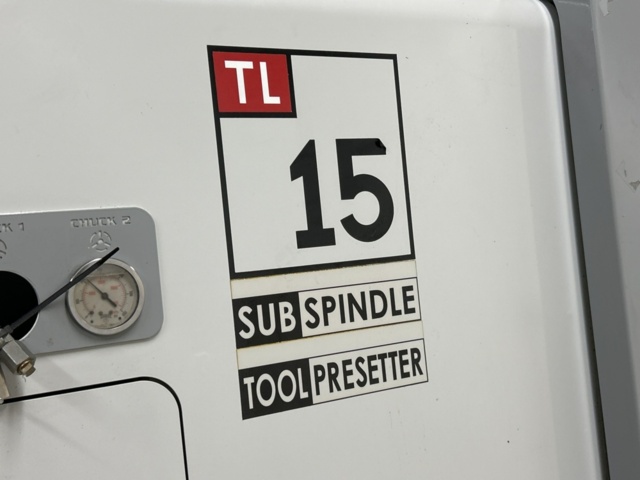 TL
15
SUB SPINDLE
TOOL PRESETTER
CHUCK 2